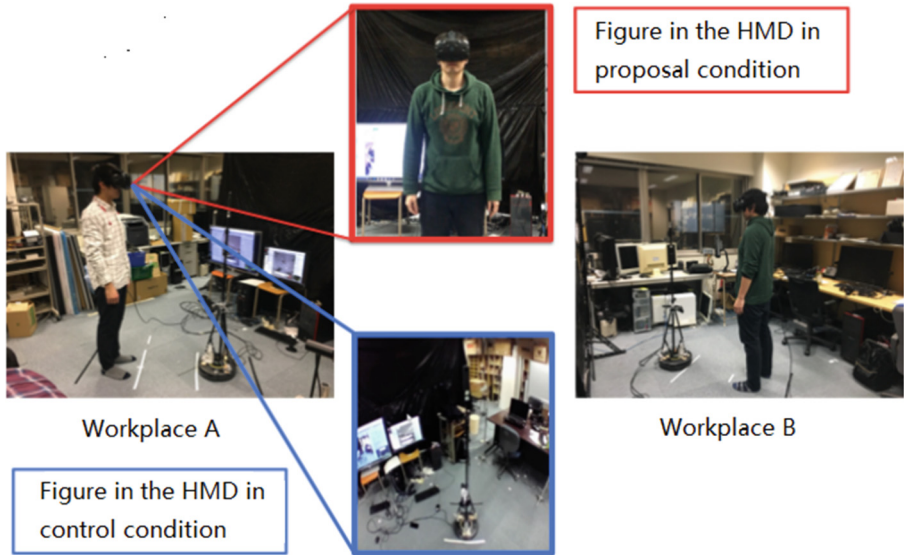 Figure in the HMD in
proposal condition
Workplace A
Workplace B
Figure in the HMD in
control condition